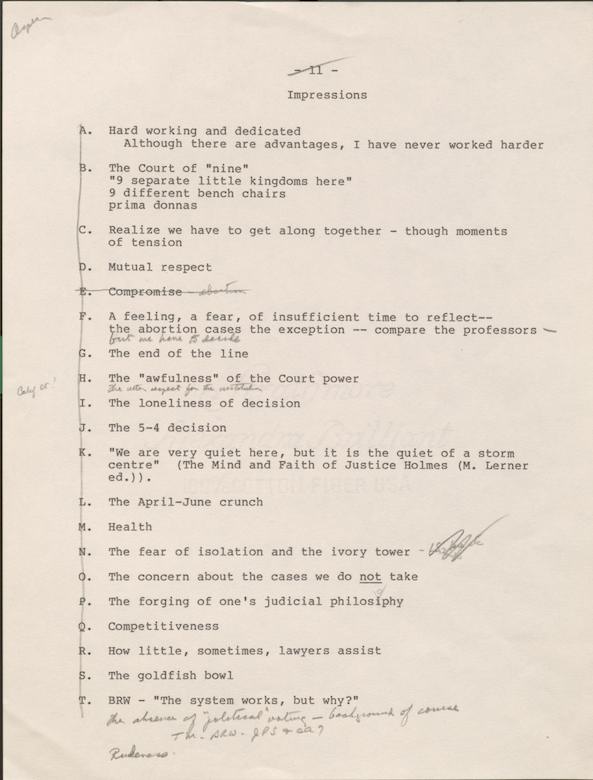 Aspen
- 11 -
Impressions
A. Hard working and dedicated
Although there are advantages, I have never worked harder
B. The Court of "nine"
"9 separate little kingdoms here"
9 different bench chairs
prima donnas
C. Realize we have to get along together - though moments
of tension
D. Mutual respect
E. Compromise - abortion
F. A feeling, a fear, of insufficient time to reflect--
the abortion cases the exception -- compare the professors -
but we have to decide
G. The end of the line
H. The "awfulness" of the Court power
The utter respect for the institution
I. The loneliness of decision
J. The 5-4 decision
K. "We are very quiet here, but it is the quiet of a storm
centre" (The Mind and Faith of Justice Holmes (M. Lerner
ed.)).
L. The April-June crunch
M. Health
N. The fear of isolation and the ivory tower -
O. The concern about the cases we do not take
P. The forging of one's judicial philosiphy
Q. Competitiveness
R. How little, sometimes, lawyers assist
S. The goldfish bowl
T. BRW - "The system works, but why?"
the absence of "political" voting - background of course
TM - BRW - JPS &
Rudeness.
COTTON FIBER USA